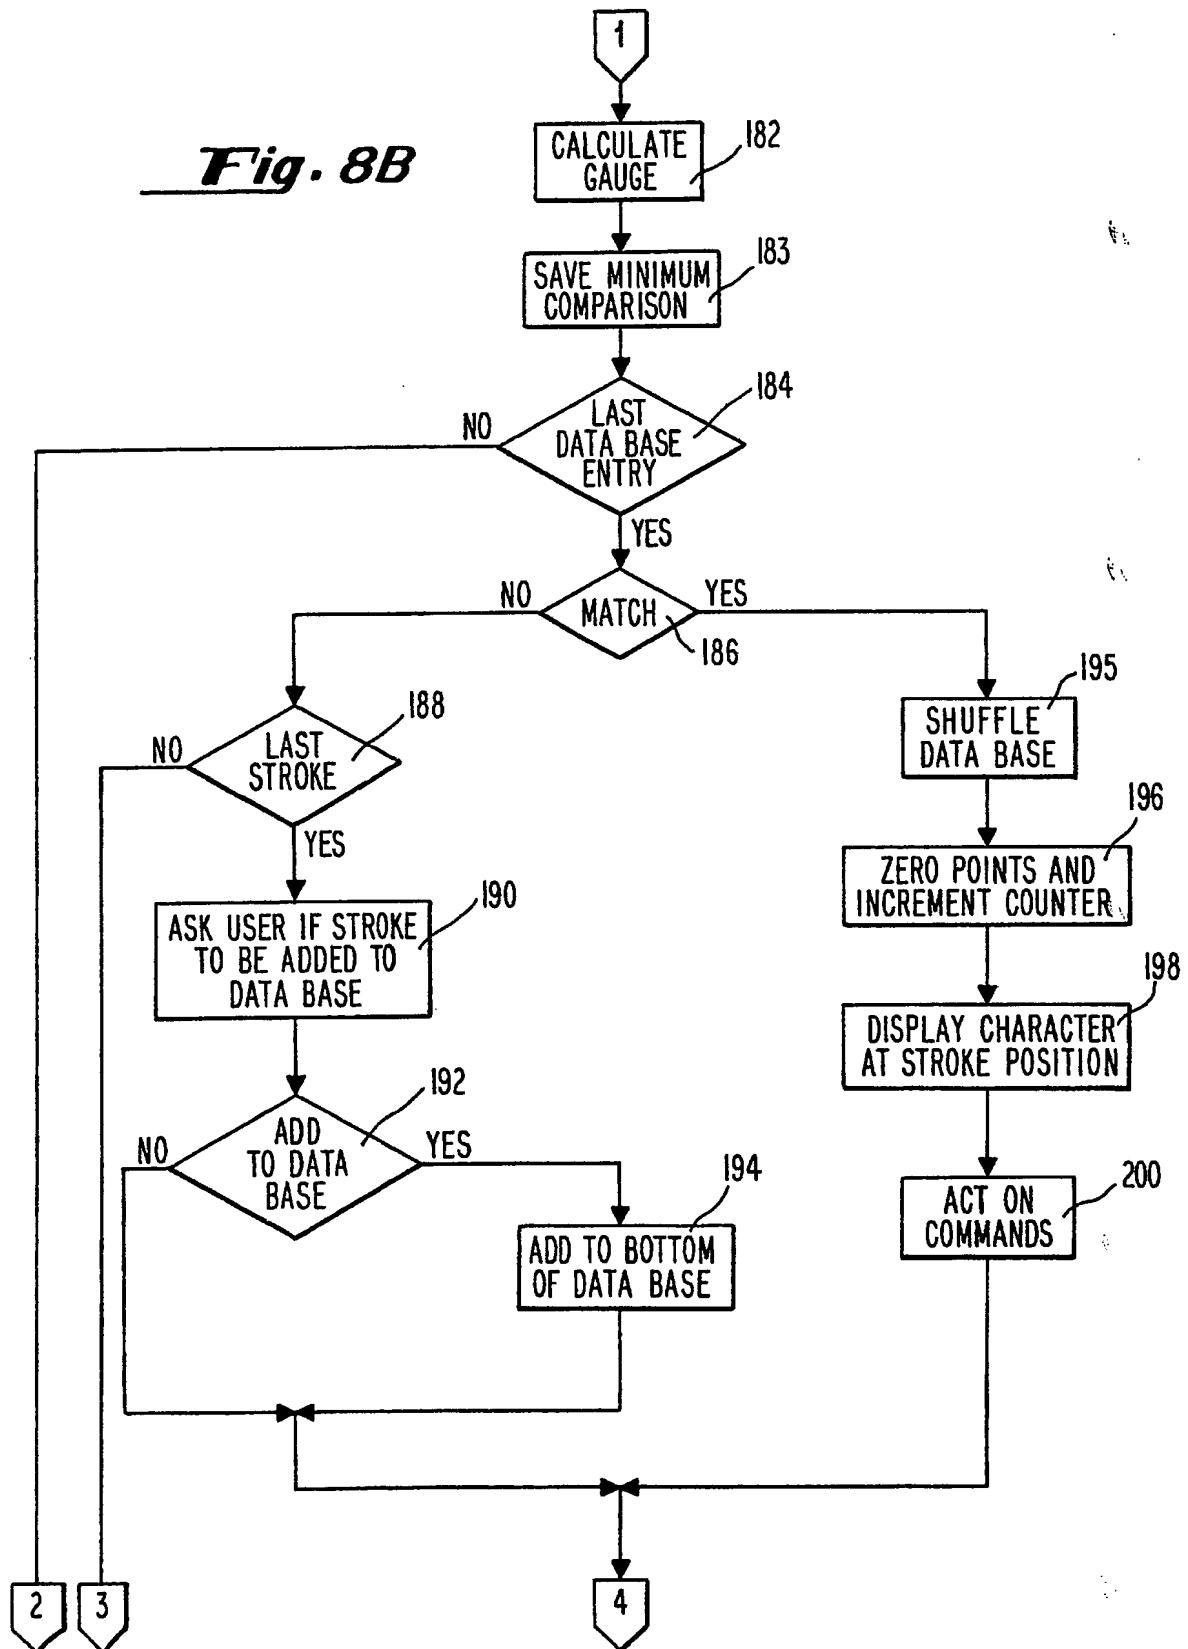 1
Fig. 8B
CALCULATE
GAUGE
182
SAVE MINIMUM
COMPARISON
183
LAST
DATA BASE
ENTRY
184
NO
YES
MATCH
186
NO
YES
LAST
STROKE
188
NO
YES
SHUFFLE
DATA BASE
195
ZERO POINTS AND
INCREMENT COUNTER
196
ASK USER IF STROKE
TO BE ADDED TO
DATA BASE
190
DISPLAY CHARACTER
AT STROKE POSITION
198
ADD
TO DATA
BASE
192
NO
YES
ADD TO BOTTOM
OF DATA BASE
194
ACT ON
COMMANDS
200
2
3
4